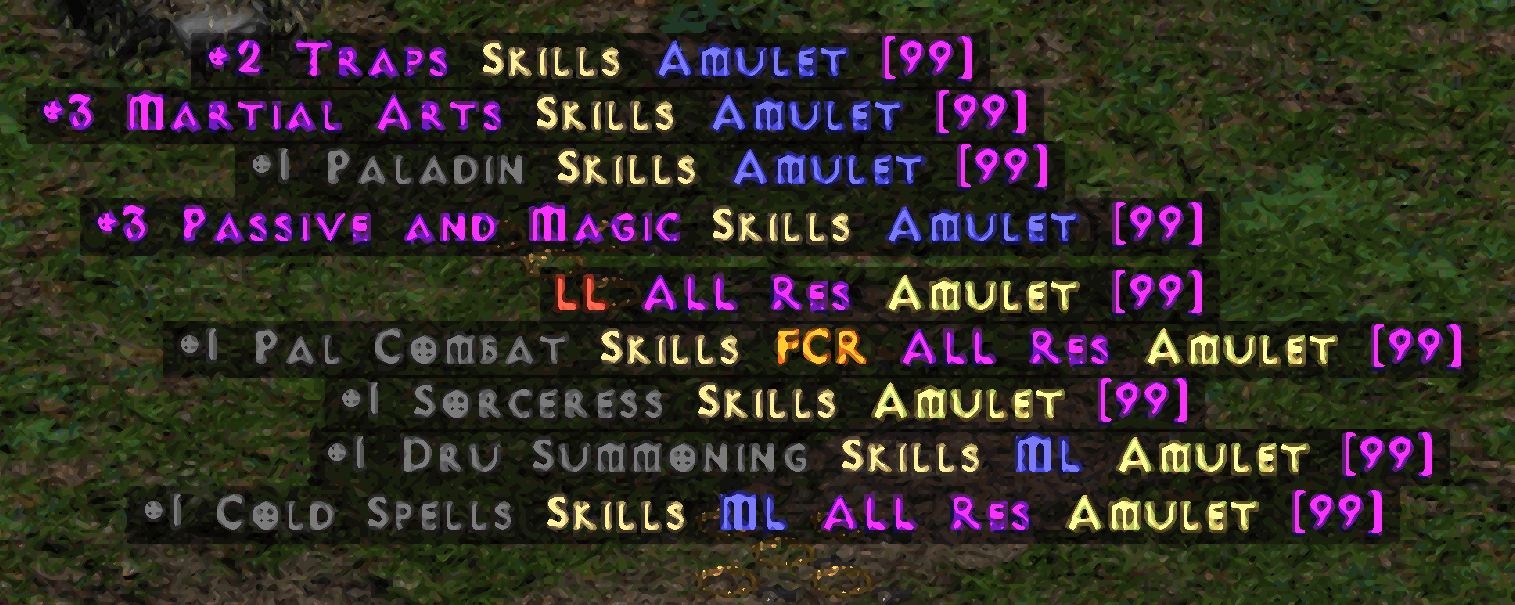 +2 Traps Skills Amulet [99]
+3 Martial Arts Skills Amulet [99]
+1 Paladin Skills Amulet [99]
+3 Passive and Magic Skills Amulet [99]
LL All Res Amulet [99]
+1 Pal Combat Skills FCR All Res Amulet [99]
+1 Sorceress Skills Amulet [99]
+1 Dru Summoning Skills ML Amulet [99]
+1 Cold Spells Skills ML All Res Amulet [99]